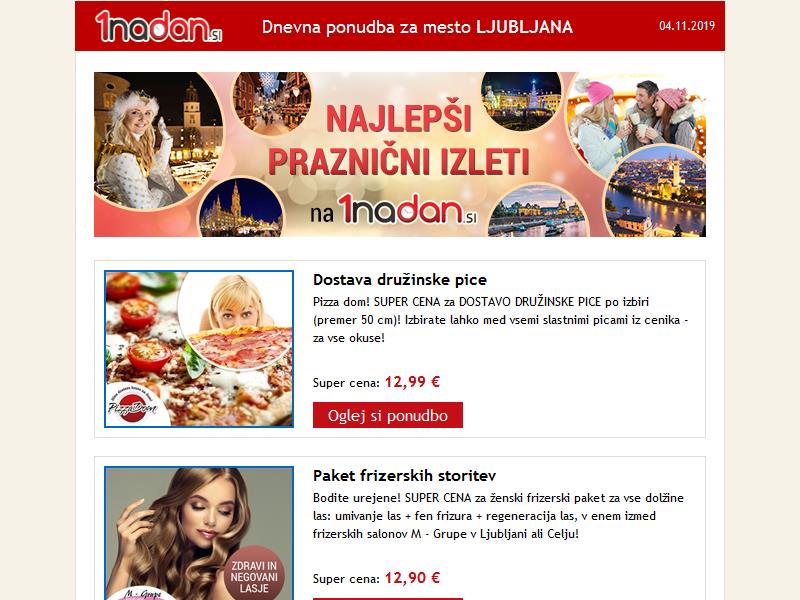 1nadan.si
Dnevna ponudba za mesto LJUBLJANA
04.11.2019
NAJLEPŠI
PRAZNIČNI IZLETI
na 1nadan.si
Dostava družinske pice
Pizza dom! SUPER CENA za DOSTAVO DRUŽINSKE PICE po izbiri
(premer 50 cm)! Izbirate lahko med vsemi slastnimi picami iz cenika -
za vse okuse!
Super cena: 12,99 €
Oglej si ponudbo
PizzaDom
Paket frizerskih storitev
Bodite urejene! SUPER CENA za ženski frizerski paket za vse dolžine
las: umivanje las + fen frizura + regeneracija las, v enem izmed
frizerskih salonov M - Grupe v Ljubljani ali Celju!
Super cena: 12,90 €
ZDRAVI IN
NEGOVANI
LASJE
M - Grupe